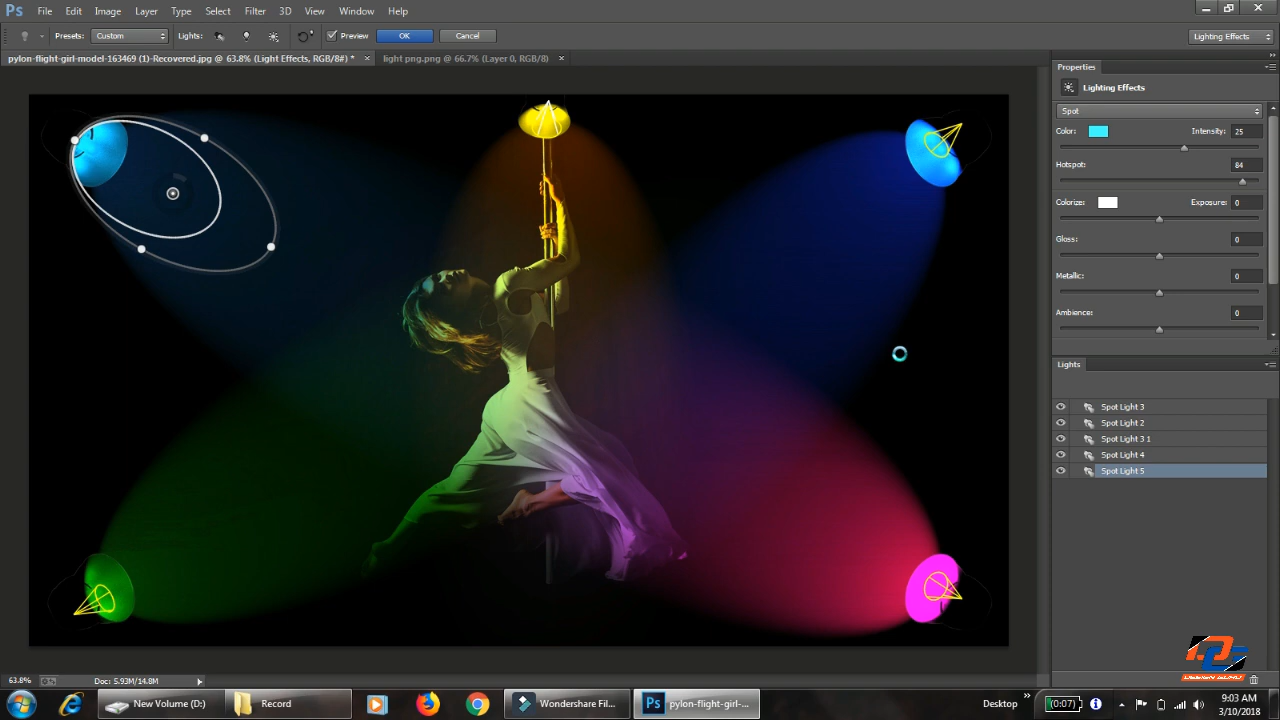 Ps File Edit Image Layer Type Select Filter 3D View Window Help
Presets: Custom Lights: Preview OK Cancel Lighting Effects
pylon-flight-girl-model-163469 (1)-Recovered.jpg @ 63.8% (Light Effects, RGB/8#) * × light png.png @ 66.7% (Layer 0, RGB/8) ×
Properties
Lighting Effects
Spot
Color: Intensity: 25
Hotspot: 84
Colorize: Exposure: 0
Gloss: 0
Metallic: 0
Ambience: 0
Lights
Spot Light 3
Spot Light 2
Spot Light 3 1
Spot Light 4
Spot Light 5
63.8% Doc: 5.93M/14.8M
New Volume (D:) Record Wondershare Fil... Ps pylon-flight-girl-... Desktop » (0:07) 9:03 AM
3/10/2018